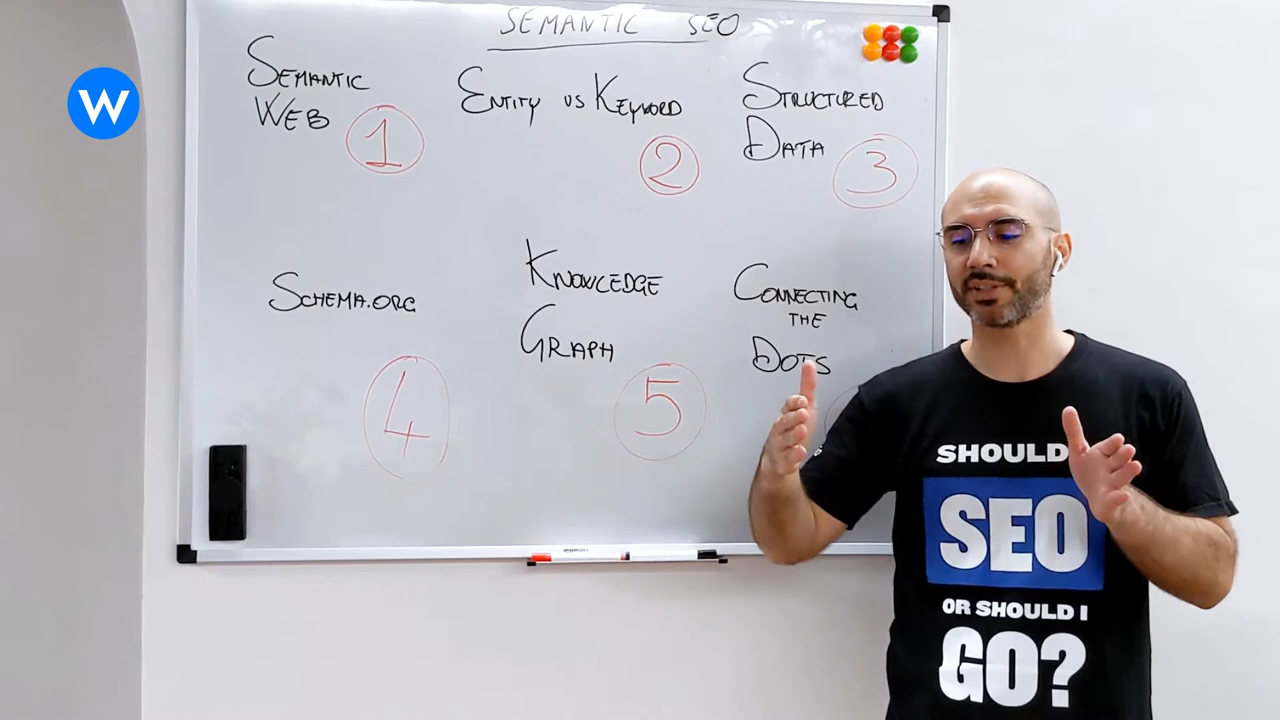 SEMANTIC SEO
W
SEMANTIC
WEB
1
ENTITY VS KEYWORD
2
STRUCTURED
DATA
3
SCHEMA.ORG
4
KNOWLEDGE
GRAPH
5
CONNECTING
THE
DOTS
SHOULD
SEO
OR SHOULD I
GO?